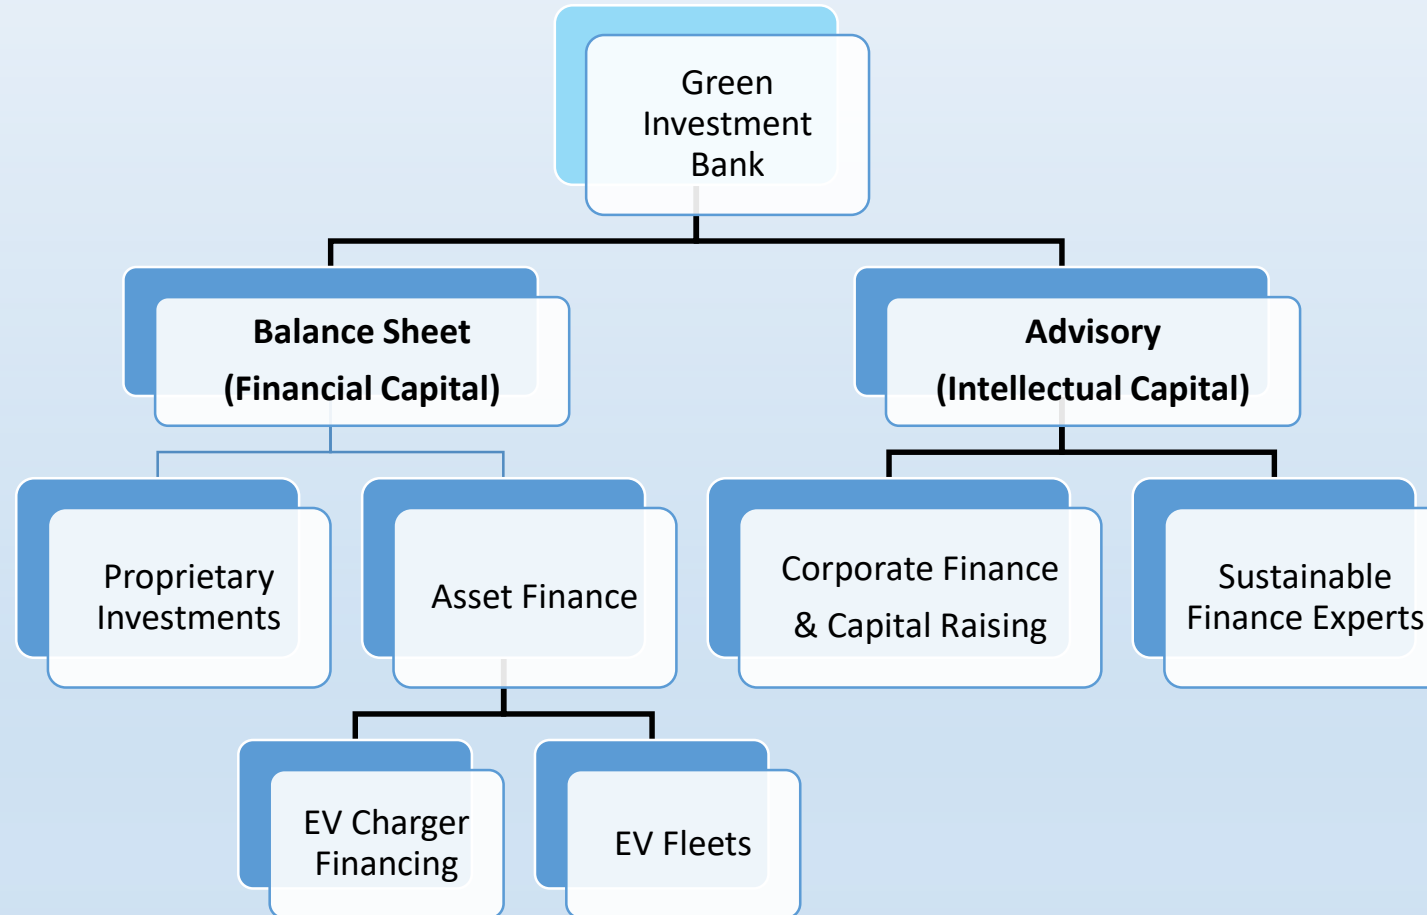 Green
Investment
Bank
Balance Sheet
(Financial Capital)
Advisory
(Intellectual Capital)
Proprietary
Investments
Asset Finance
Corporate Finance
& Capital Raising
Sustainable
Finance Experts
EV Charger
Financing
EV Fleets